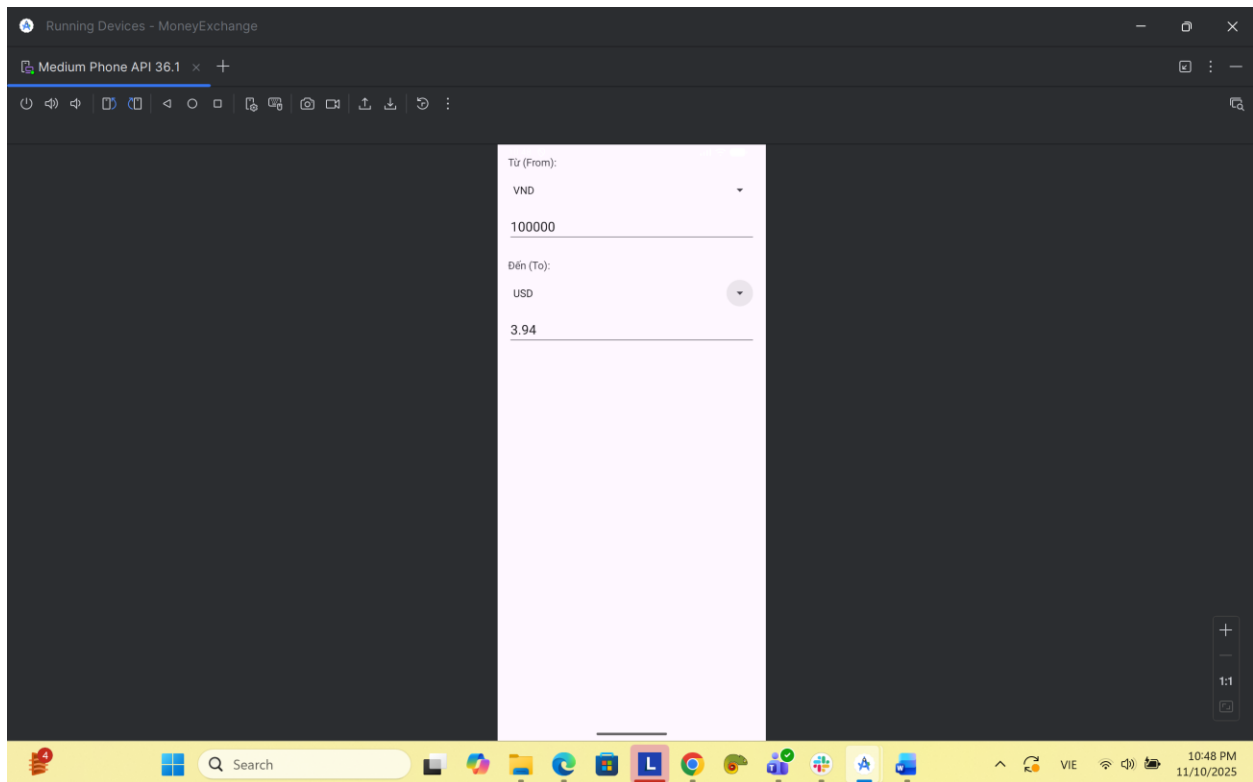 Running Devices - MoneyExchange
Medium Phone API 36.1
Từ (From):
VND
100000
Đến (To):
USD
3.94
1:1
4
Search
L
VIE
10:48 PM
11/10/2025